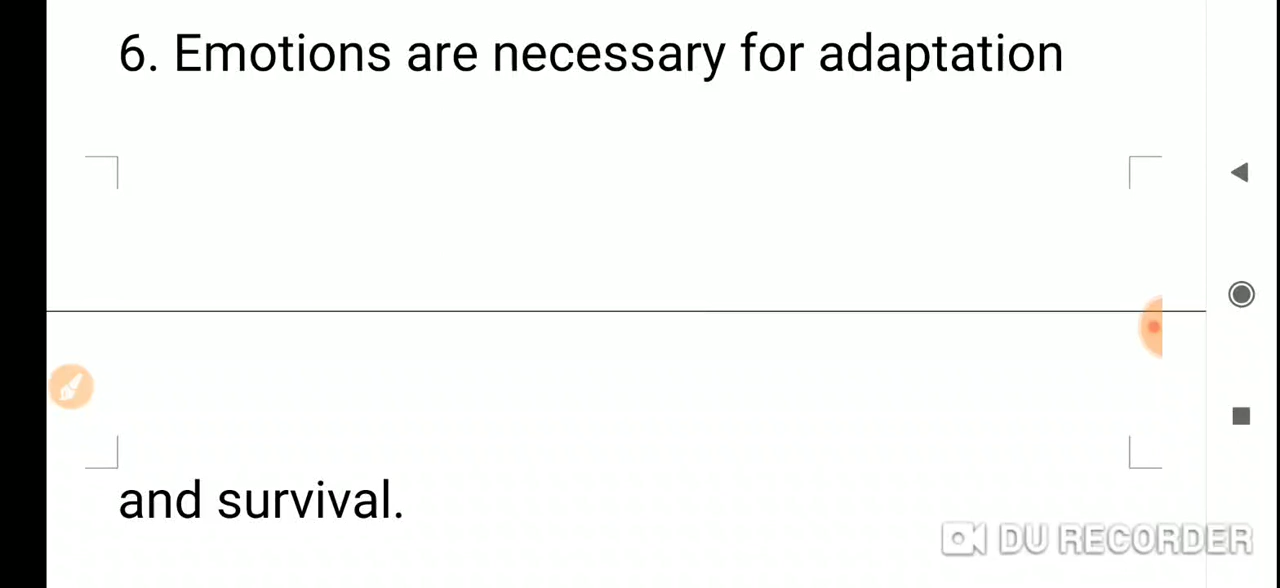 6. Emotions are necessary for adaptation
and survival.
DU RECORDER